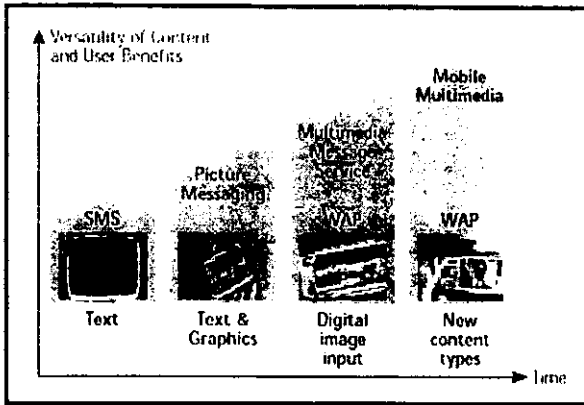 Versatility of Content
and User Benefits
Mobile
Multimedia
Multimedia
Message
Service
Picture
Messaging
SMS
WAP
WAP
Text
Text &
Graphics
Digital
image
input
New
content
types
Time